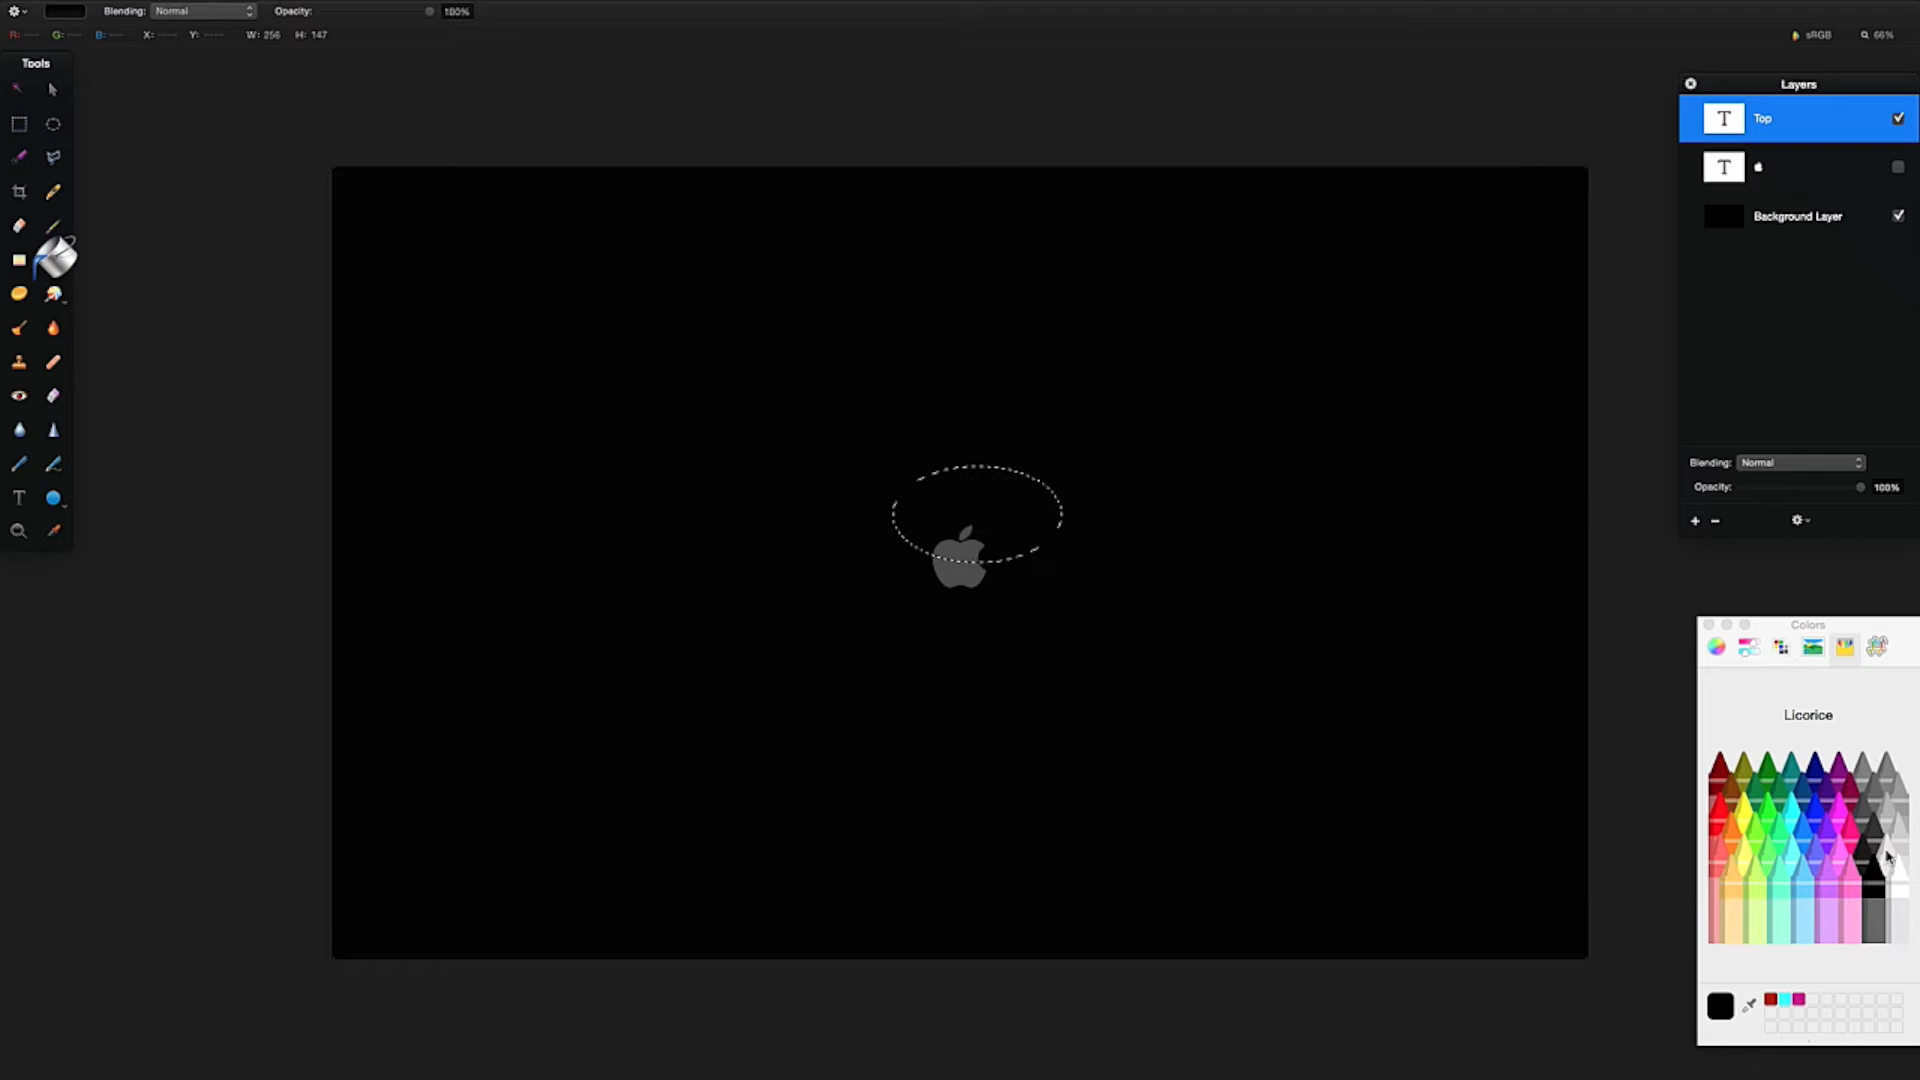 Blending: Normal Opacity: 100%
R: G: B: X: Y: W: 256 H: 147 sRGB 66%
Tools
Layers
T Top
T
Background Layer
Blending: Normal
Opacity: 100%
Colors
Licorice
T